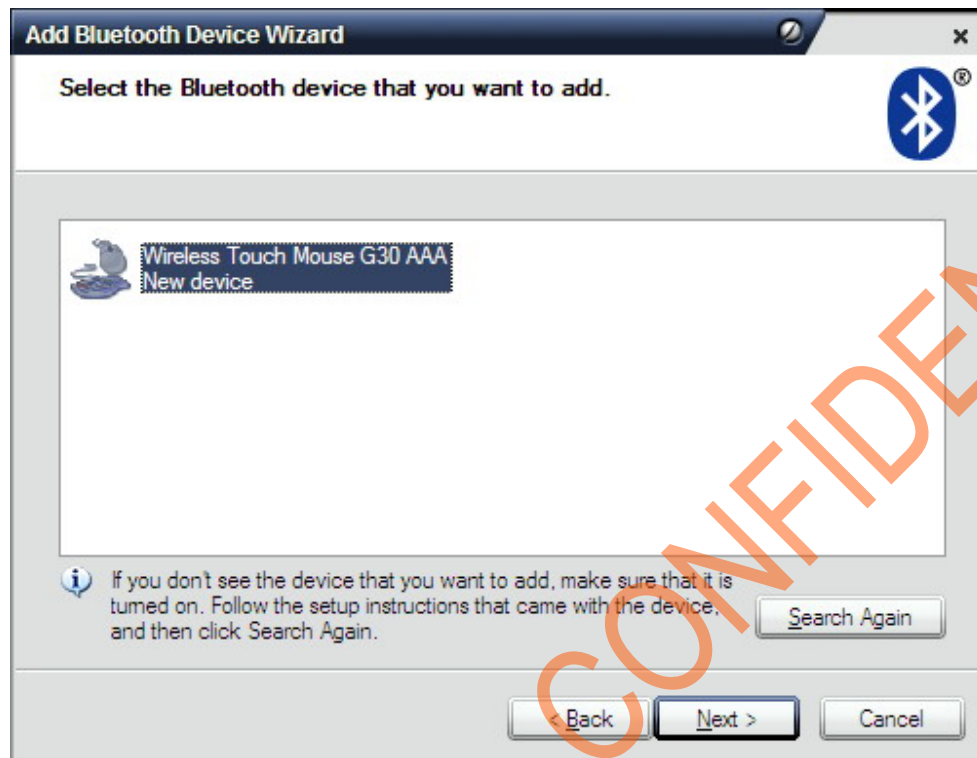 Add Bluetooth Device Wizard
Select the Bluetooth device that you want to add.
®
Wireless Touch Mouse G30 AAA
New device
If you don't see the device that you want to add, make sure that it is
turned on. Follow the setup instructions that came with the device,
and then click Search Again.
Search Again
< Back
Next >
Cancel
CONFIDEN